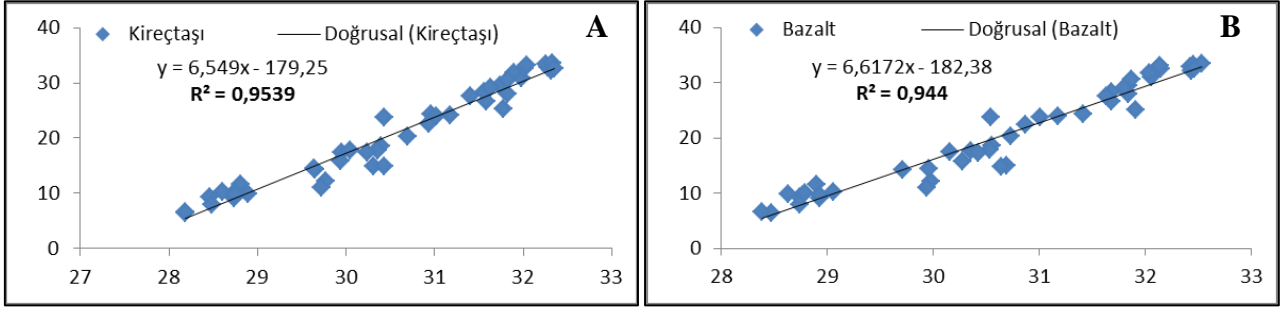 Kireçtaşı
Doğrusal (Kireçtaşı)
A
y = 6,549x - 179,25
R² = 0,9539
40
30
20
10
0
27 28 29 30 31 32 33
Bazalt
Doğrusal (Bazalt)
B
y = 6,6172x - 182,38
R² = 0,944
40
30
20
10
0
28 29 30 31 32 33